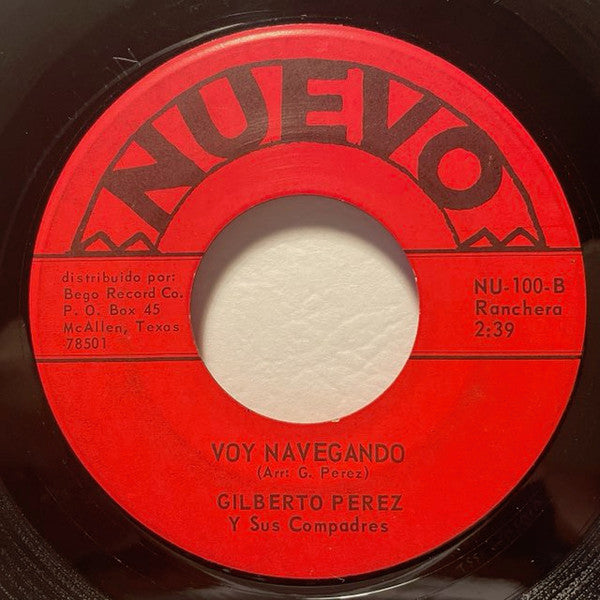 NUEVO
distribuido por:
Bego Record Co.
P. O. Box 45
McAllen, Texas
78501
NU-100-B
Ranchera
2:39
VOY NAVEGANDO
(Arr: G. Perez)
GILBERTO PEREZ
Y Sus Compadres